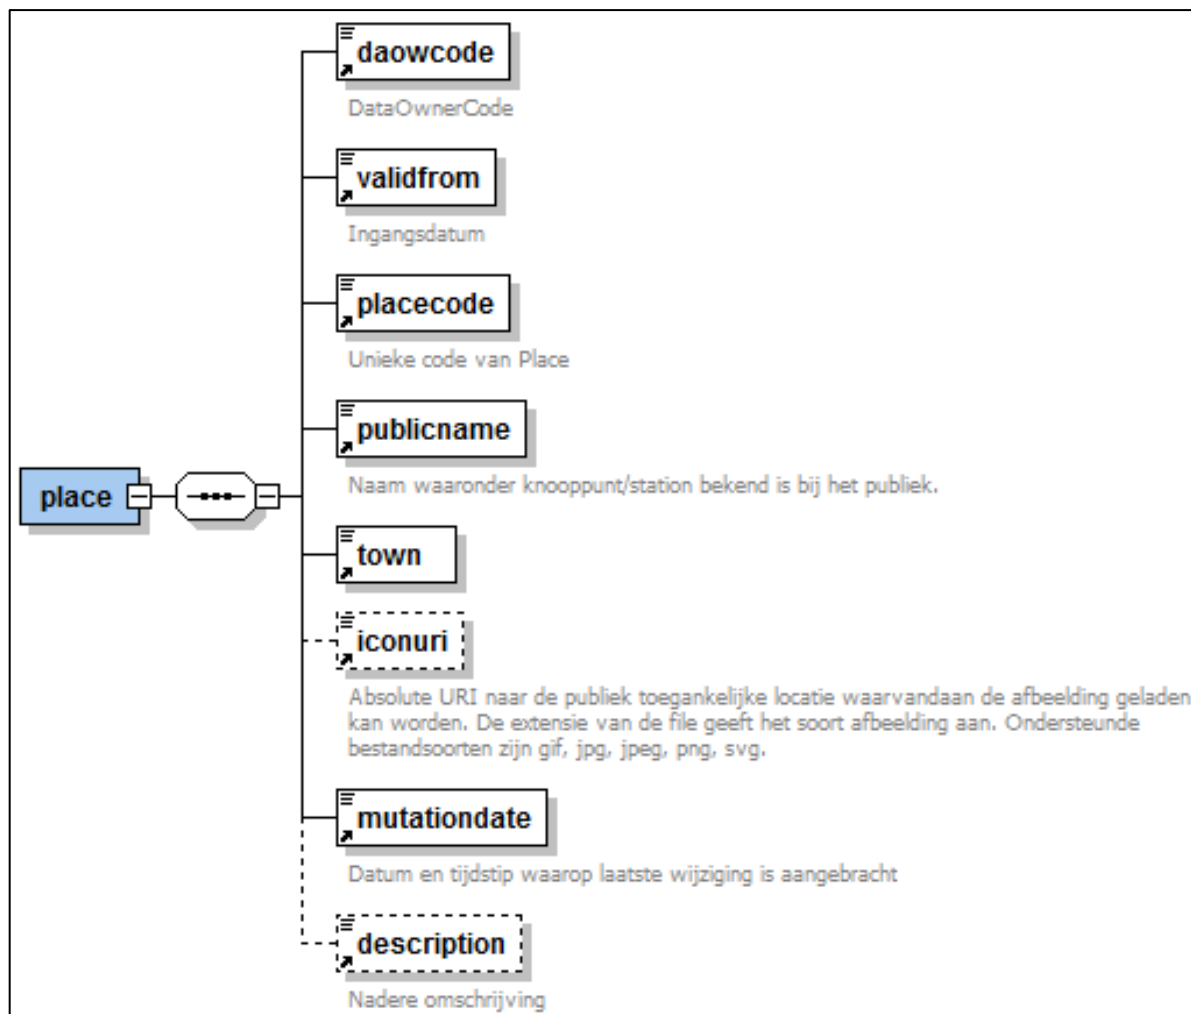 daowcode
DataOwnerCode
validfrom
Ingangsdatum
placecode
Unieke code van Place
publicname
Naam waaronder knooppunt/station bekend is bij het publiek.
place
town
iconuri
Absolute URI naar de publiek toegankelijke locatie waarvandaan de afbeelding geladen
kan worden. De extensie van de file geeft het soort afbeelding aan. Ondersteunde
bestandsoorten zijn gif, jpg, jpeg, png, svg.
mutationdate
Datum en tijdstip waarop laatste wijziging is aangebracht
description
Nadere omschrijving